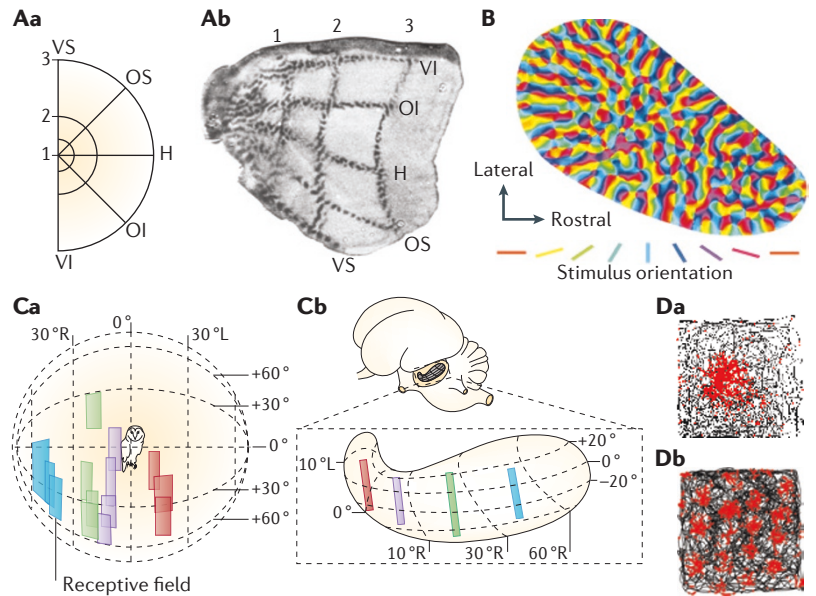 Aa
VS
3
OS
2
1
H
OI
VI
Ab
1 2 3
VI
OI
H
OS
VS
B
Lateral
Rostral
Stimulus orientation
Ca
0°
30°R
30°L
+60°
+30°
0°
+30°
+60°
Receptive field
Cb
+20°
10°L
0°
−20°
0°
10°R
30°R
60°R
Da
Db